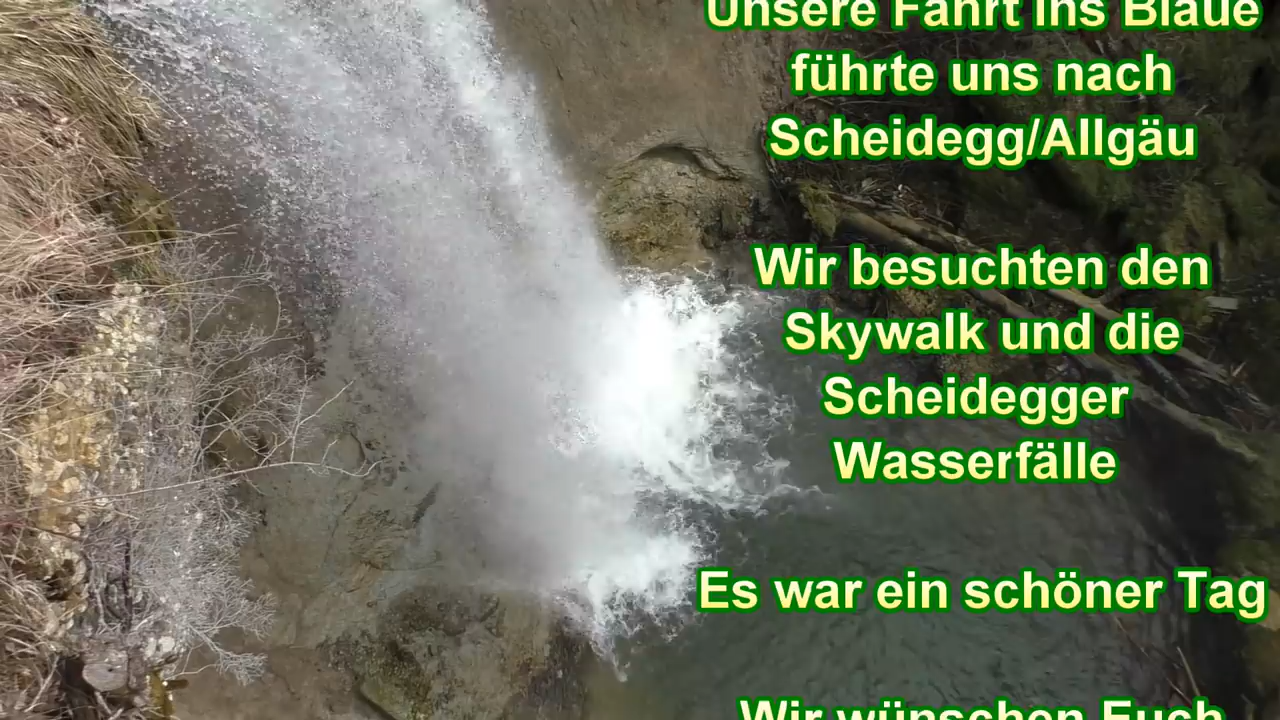 Unsere Fahrt ins Blaue
führte uns nach
Scheidegg/Allgäu
Wir besuchten den
Skywalk und die
Scheidegger
Wasserfälle
Es war ein schöner Tag
Wir wünschen Euch